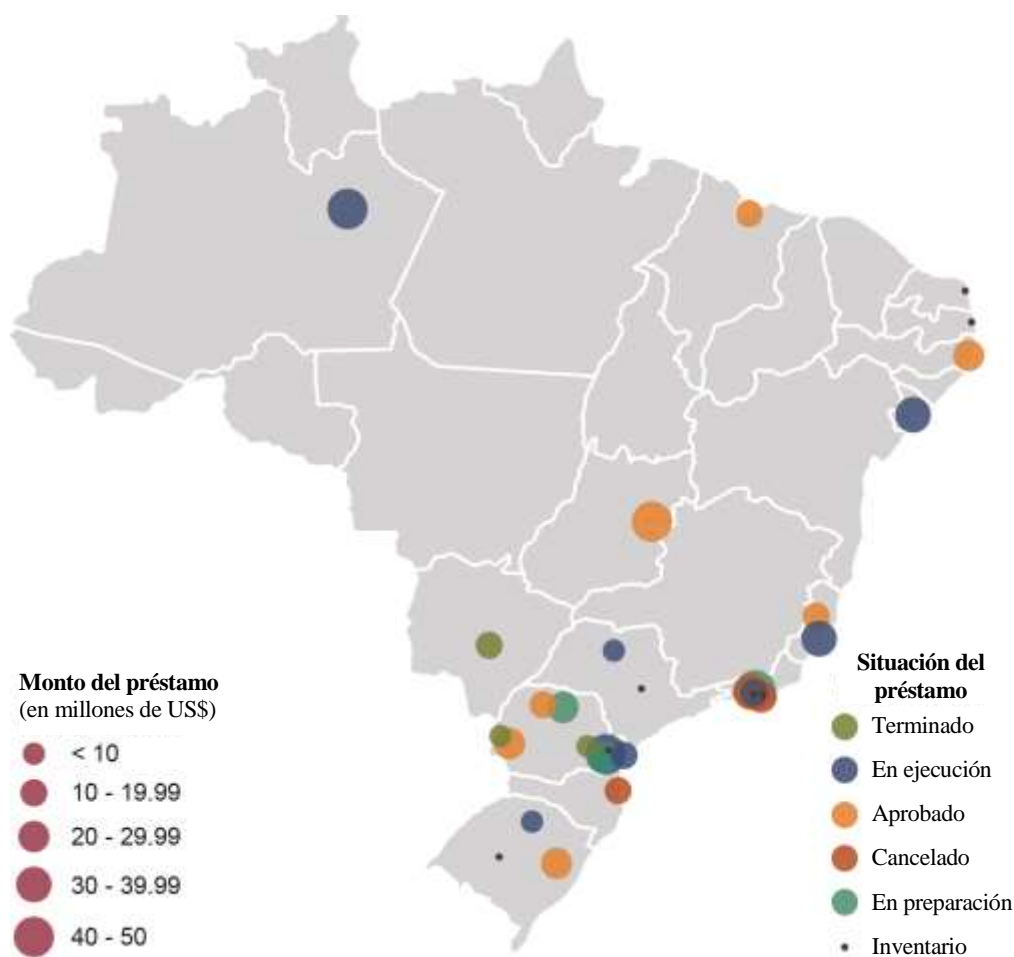 Monto del préstamo
(en millones de US$)
< 10
10 - 19.99
20 - 29.99
30 - 39.99
40 - 50
Situación del
préstamo
Terminado
En ejecución
Aprobado
Cancelado
En preparación
Inventario